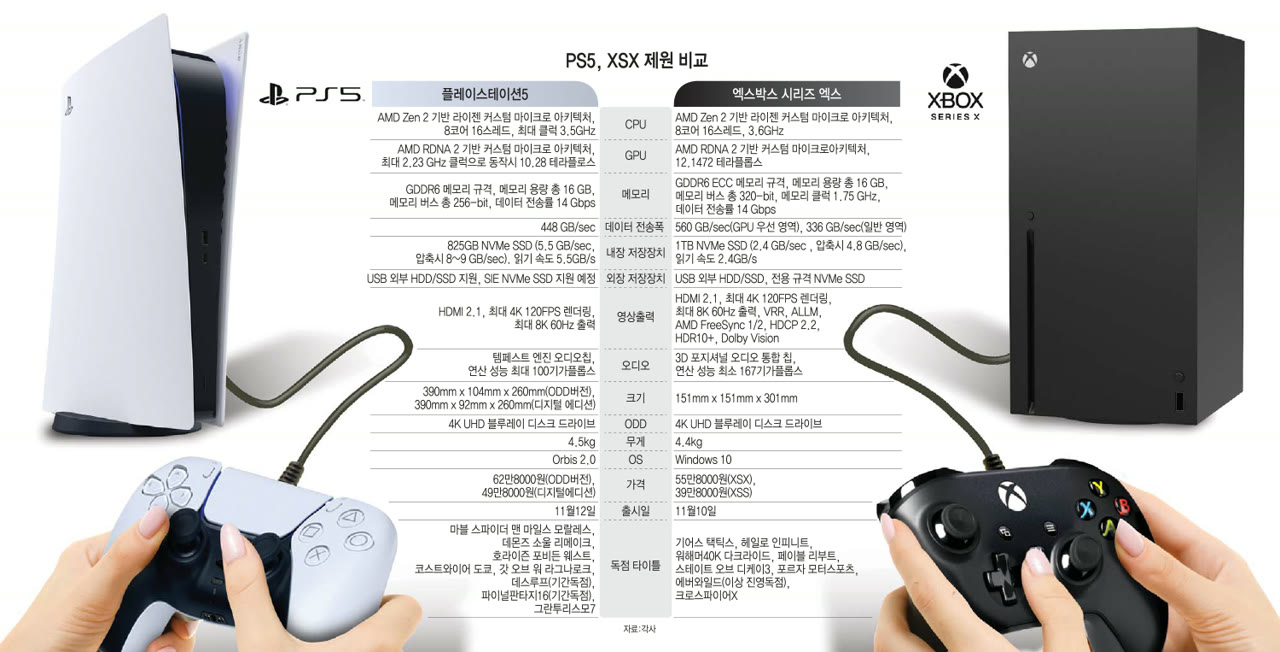 PS5, XSX 제원 비교
PS5
플레이스테이션5
엑스박스 시리즈 엑스
XBOX
SERIES X
AMD Zen 2 기반 라이젠 커스텀 마이크로 아키텍처,
8코어 16스레드, 최대 클럭 3.5GHz
CPU
AMD Zen 2 기반 라이젠 커스텀 마이크로 아키텍처,
8코어 16스레드, 3.6GHz
AMD RDNA 2 기반 커스텀 마이크로 아키텍처,
최대 2.23 GHz 클럭으로 동작시 10.28 테라플로스
GPU
AMD RDNA 2 기반 커스텀 마이크로아키텍처,
12.1472 테라플롭스
GDDR6 메모리 규격, 메모리 용량 총 16 GB,
메모리 버스 총 256-bit, 데이터 전송률 14 Gbps
메모리
GDDR6 ECC 메모리 규격, 메모리 용량 총 16 GB,
메모리 버스 총 320-bit, 메모리 클럭 1.75 GHz,
데이터 전송률 14 Gbps
448 GB/sec
데이터 전송폭
560 GB/sec(GPU 우선 영역), 336 GB/sec(일반 영역)
825GB NVMe SSD (5.5 GB/sec,
압축시 8~9 GB/sec). 읽기 속도 5.5GB/s
내장 저장장치
1TB NVMe SSD (2.4 GB/sec , 압축시 4.8 GB/sec),
읽기 속도 2.4GB/s
USB 외부 HDD/SSD 지원, SIE NVMe SSD 지원 예정
외장 저장장치
USB 외부 HDD/SSD, 전용 규격 NVMe SSD
HDMI 2.1, 최대 4K 120FPS 렌더링,
최대 8K 60Hz 출력
영상출력
HDMI 2.1, 최대 4K 120FPS 렌더링,
최대 8K 60Hz 출력, VRR, ALLM,
AMD FreeSync 1/2, HDCP 2.2,
HDR10+, Dolby Vision
템페스트 엔진 오디오칩,
연산 성능 최대 100기가플롭스
오디오
3D 포지셔널 오디오 통합 칩,
연산 성능 최소 167기가플롭스
390mm x 104mm x 260mm(ODD버전),
390mm x 92mm x 260mm(디지털 에디션)
크기
151mm x 151mm x 301mm
4K UHD 블루레이 디스크 드라이브
ODD
4K UHD 블루레이 디스크 드라이브
4.5kg
무게
4.4kg
Orbis 2.0
OS
Windows 10
62만8000원(ODD버전),
49만8000원(디지털에디션)
가격
55만8000원(XSX),
39만8000원(XSS)
11월12일
출시일
11월10일
마블 스파이더 맨 마일스 모랄레스,
데몬즈 소울 리메이크,
호라이즌 포비든 웨스트,
코스트와이어 도쿄, 갓 오브 워 라그나로크,
데스루프(기간독점),
파이널판타지16(기간독점),
그란투리스모7
독점 타이틀
기어스 택틱스, 헤일로 인피니트,
워해머40K 다크라이드, 페이블 리부트,
스테이트 오브 디케이3, 포르자 모터스포츠,
에버와일드(이상 진영독점),
크로스파이어X
자료:각사
Y
X
B
A